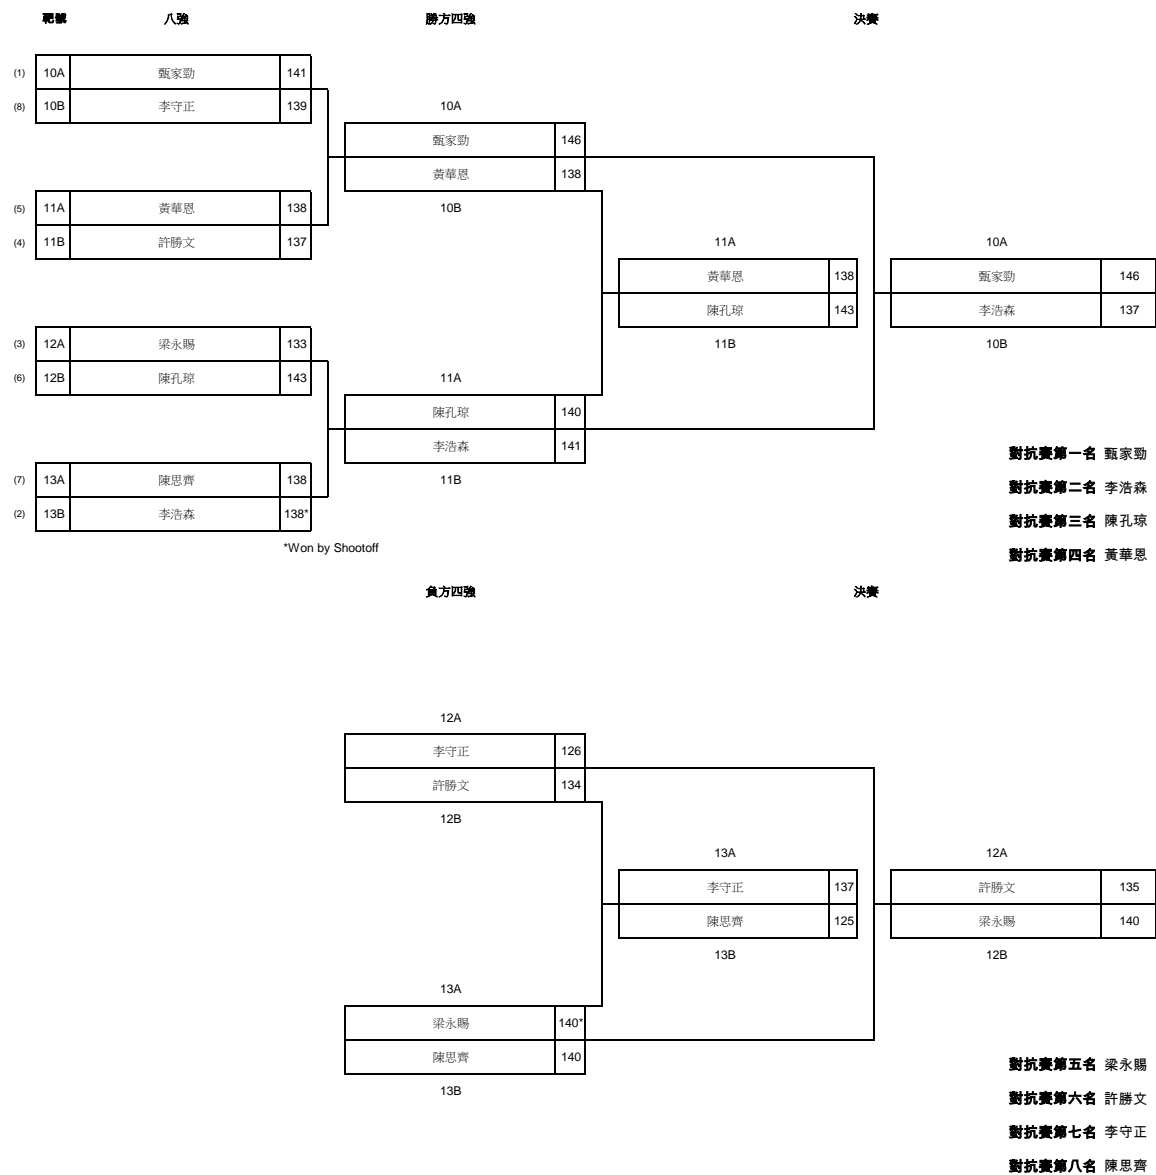 靶號 八強 勝方四強 決賽
(1) 10A 甄家勁 141
(8) 10B 李守正 139 10A
甄家勁 146
黃華恩 138
(5) 11A 黃華恩 138 10B
(4) 11B 許勝文 137 11A 10A
黃華恩 138 甄家勁 146
陳孔琼 143 李浩森 137
(3) 12A 梁永賜 133 11B 10B
(6) 12B 陳孔琼 143 11A
陳孔琼 140
李浩森 141
對抗賽第一名 甄家勁
(7) 13A 陳思齊 138 11B
對抗賽第二名 李浩森
(2) 13B 李浩森 138*
對抗賽第三名 陳孔琼
*Won by Shootoff
對抗賽第四名 黃華恩
負方四強 決賽
12A
李守正 126
許勝文 134
12B
13A 12A
李守正 137 許勝文 135
陳思齊 125 梁永賜 140
13B 12B
13A
梁永賜 140*
陳思齊 140
對抗賽第五名 梁永賜
13B
對抗賽第六名 許勝文
對抗賽第七名 李守正
對抗賽第八名 陳思齊